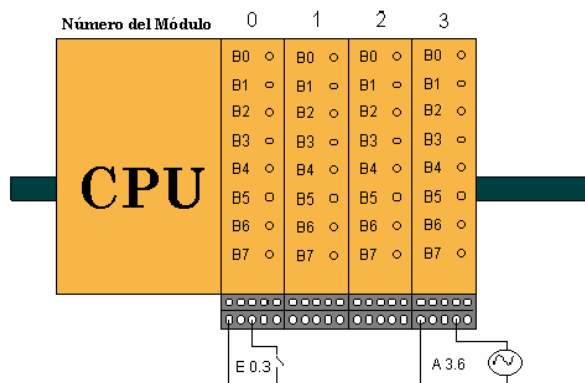 Número del Módulo 0 1 2 3
B0 B0 B0 B0
B1 B1 B1 B1
B2 B2 B2 B2
B3 B3 B3 B3
B4 B4 B4 B4
CPU
B5 B5 B5 B5
B6 B6 B6 B6
B7 B7 B7 B7
E 0.3 A 3.6